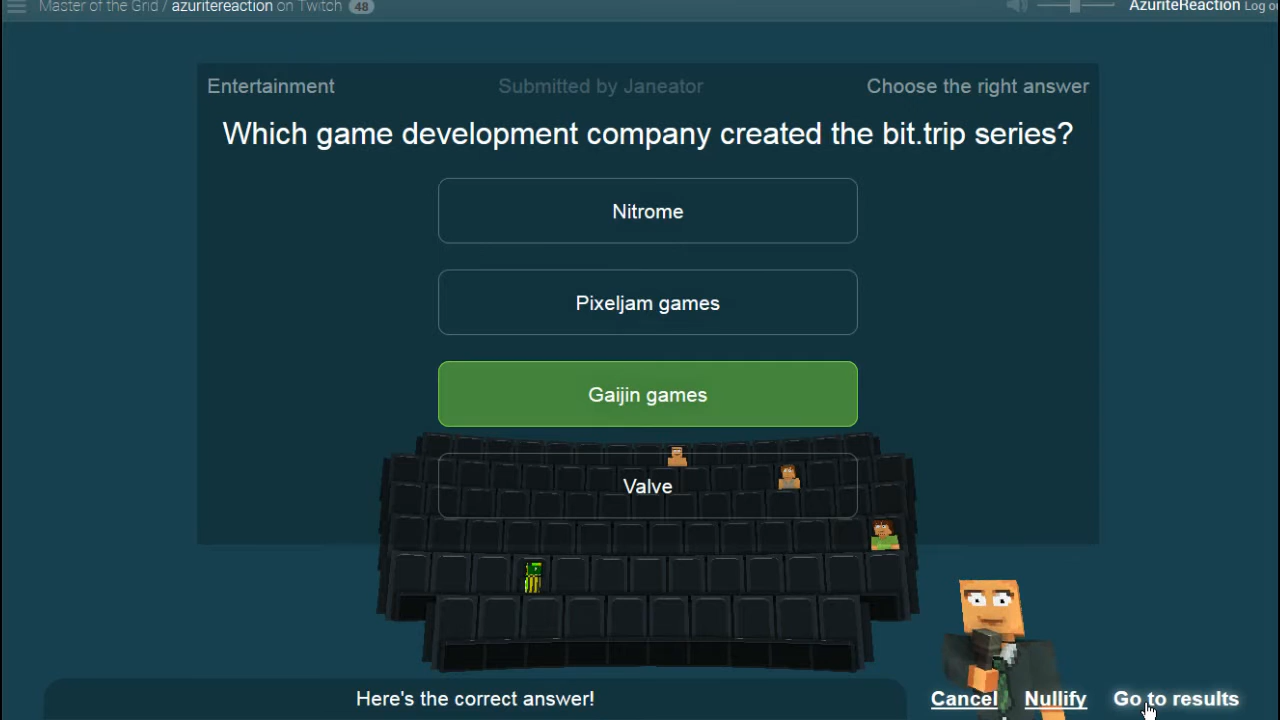 Master of the Grid / azuritereaction on Twitch 48
AzuriteReaction Log ou
Entertainment
Submitted by Janeator
Choose the right answer
Which game development company created the bit.trip series?
Nitrome
Pixeljam games
Gaijin games
Valve
Here's the correct answer!
Cancel
Nullify
Go to results